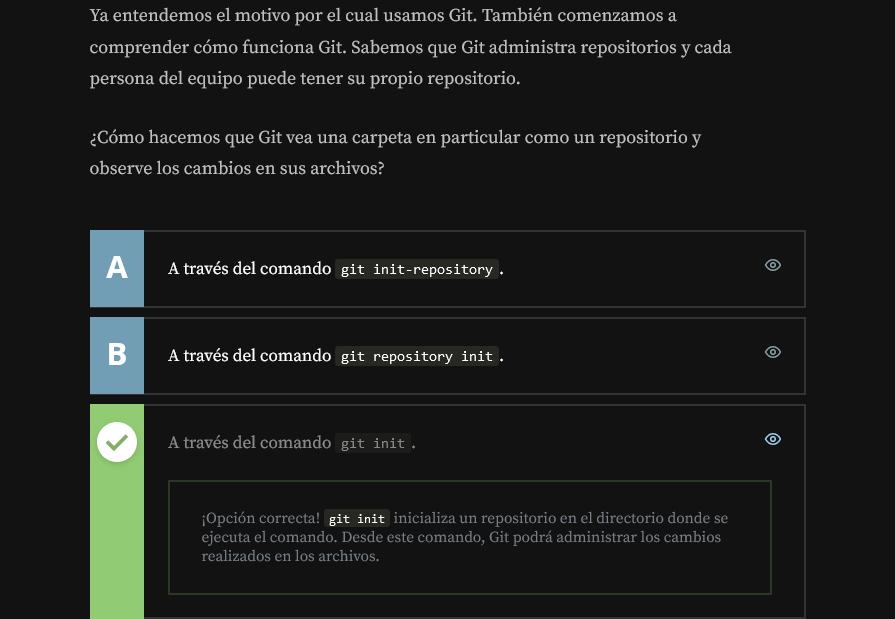 Ya entendemos el motivo por el cual usamos Git. También comenzamos a
comprender cómo funciona Git. Sabemos que Git administra repositorios y cada
persona del equipo puede tener su propio repositorio.
¿Cómo hacemos que Git vea una carpeta en particular como un repositorio y
observe los cambios en sus archivos?
A
A través del comando git init-repository.
B
A través del comando git repository init.
A través del comando git init.
¡Opción correcta! git init inicializa un repositorio en el directorio donde se
ejecuta el comando. Desde este comando, Git podrá administrar los cambios
realizados en los archivos.